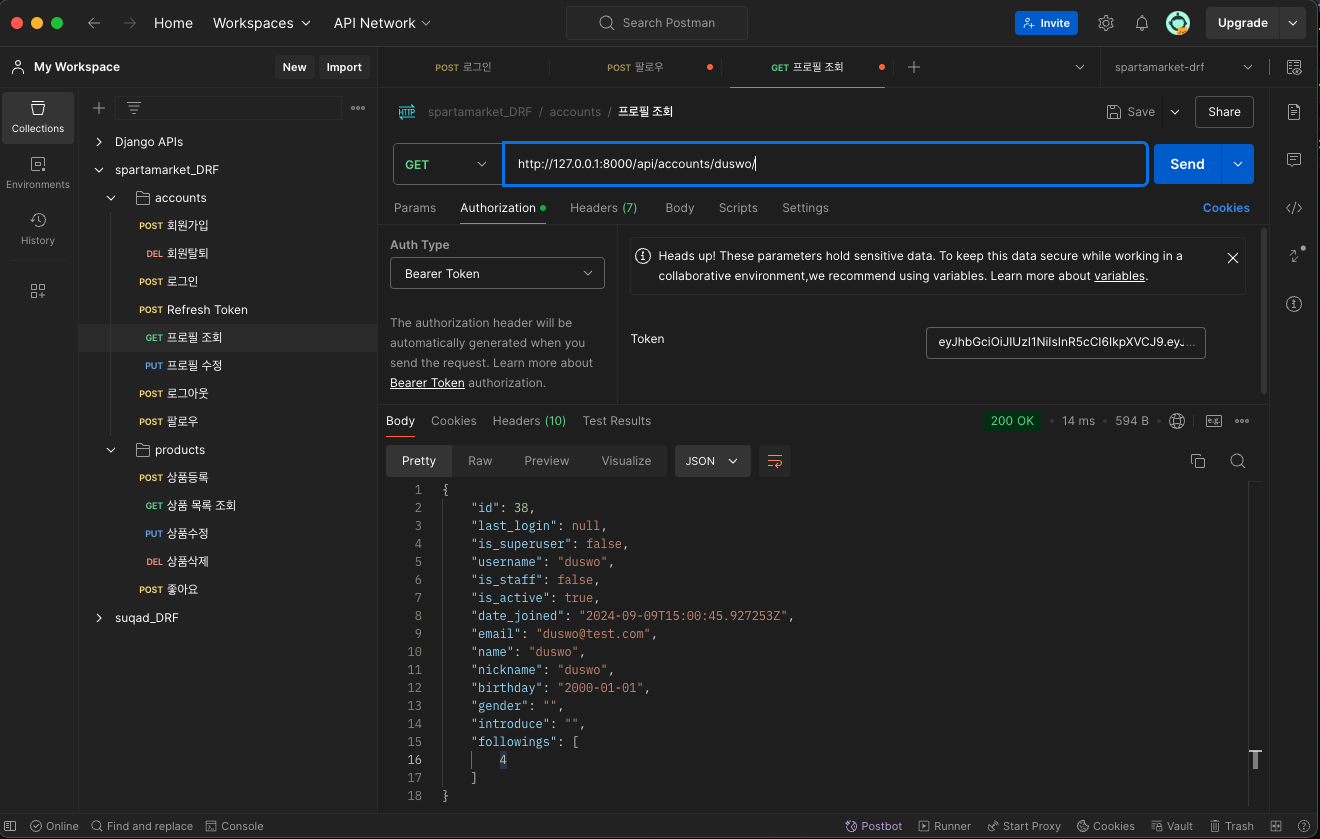 Home Workspaces API Network Search Postman Invite Upgrade
My Workspace New Import POST 로그인 POST 팔로우 GET 프로필 조회 spartamarket-drf
Collections
Environments
History
Django APIs
spartamarket_DRF
accounts
POST 회원가입
DEL 회원탈퇴
POST 로그인
POST Refresh Token
GET 프로필 조회
PUT 프로필 수정
POST 로그아웃
POST 팔로우
products
POST 상품등록
GET 상품 목록 조회
PUT 상품수정
DEL 상품삭제
POST 좋아요
suqad_DRF
HTTP spartamarket_DRF / accounts / 프로필 조회 Save Share
GET http://127.0.0.1:8000/api/accounts/duswo/ Send
Params Authorization Headers (7) Body Scripts Settings Cookies
Auth Type
Bearer Token
The authorization header will be
automatically generated when you
send the request. Learn more about
Bearer Token authorization.
Heads up! These parameters hold sensitive data. To keep this data secure while working in a
collaborative environment,we recommend using variables. Learn more about variables.
Token eyJhbGciOiJIUzI1NiIsInR5cCI6IkpXVCJ9.eyJ...
Body Cookies Headers (10) Test Results 200 OK 14 ms 594 B
Pretty Raw Preview Visualize JSON
1 {
2 "id": 38,
3 "last_login": null,
4 "is_superuser": false,
5 "username": "duswo",
6 "is_staff": false,
7 "is_active": true,
8 "date_joined": "2024-09-09T15:00:45.927253Z",
9 "email": "duswo@test.com",
10 "name": "duswo",
11 "nickname": "duswo",
12 "birthday": "2000-01-01",
13 "gender": "",
14 "introduce": "",
15 "followings": [
16 4
17 ]
18 }
Online Find and replace Console Postbot Runner Start Proxy Cookies Vault Trash